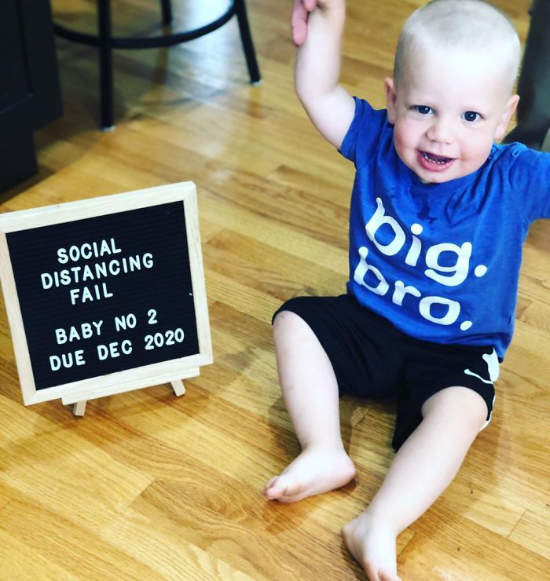 SOCIAL
DISTANCING
FAIL
BABY NO 2
DUE DEC 2020
big.
bro.